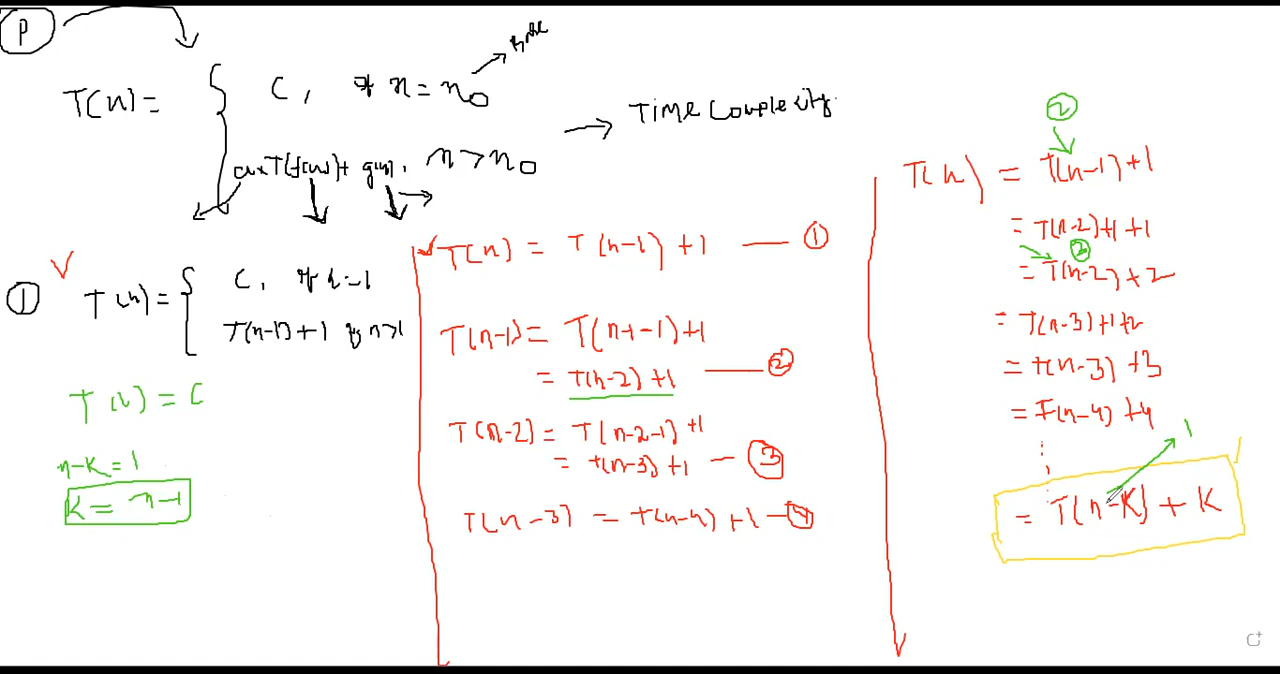 P
T(n) = { C, if n = n0
a x T(f(n)) + g(n), n > n0
→ Time Complexity
① T(n) = { C, if n = 1
T(n-1) + 1 if n > 1
T(1) = C
n-K = 1
K = n-1
T(n) = T(n-1) + 1 — ①
T(n-1) = T(n-1-1) + 1
= T(n-2) + 1 — ②
T(n-2) = T(n-2-1) + 1
= T(n-3) + 1 — ③
T(n-3) = T(n-4) + 1 — ④
②
T(n) = T(n-1) + 1
= T(n-2) + 1 + 1
③
= T(n-2) + 2
= T(n-3) + 1 + 2
= T(n-3) + 3
= T(n-4) + 4
1
= T(n-K) + K